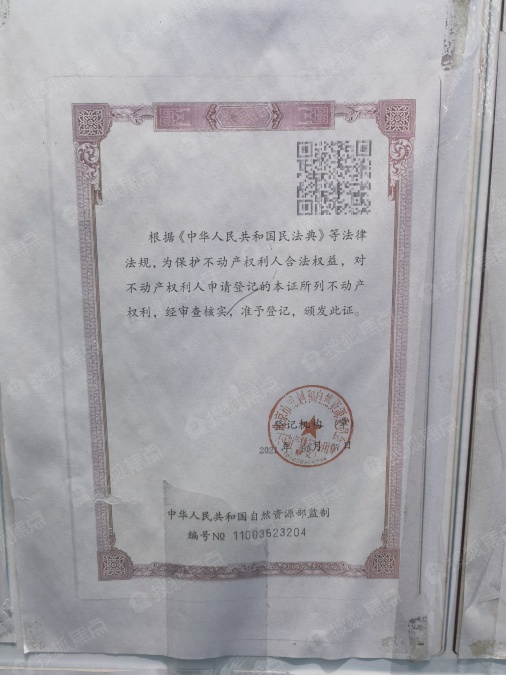 根据《中华人民共和国民法典》等法律
法规，为保护不动产权利人合法权益，对
不动产权利人申请登记的本证所列不动产
权利，经审查核实，准予登记，颁发此证。
登记机构（章）
年 月 日
中华人民共和国自然资源部监制
编号№ 11003523204